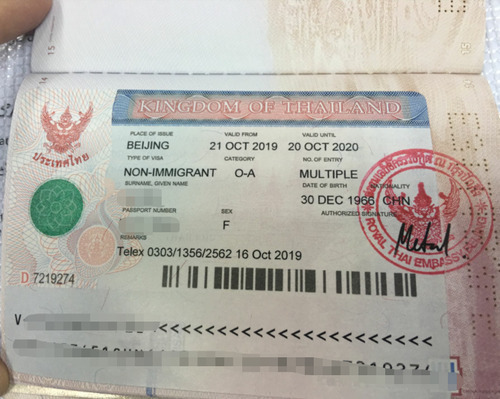 KINGDOM OF THAILAND
ประเทศไทย
PLACE OF ISSUE VALID FROM VALID UNTIL
BEIJING 21 OCT 2019 20 OCT 2020
TYPE OF VISA CATEGORY NO. OF ENTRY
NON-IMMIGRANT O-A MULTIPLE
SURNAME, GIVEN NAME DATE OF BIRTH NATIONALITY
30 DEC 1966 CHN
PASSPORT NUMBER SEX AUTHORIZED SIGNATURE
F
REMARKS
Telex 0303/1356/2562 16 Oct 2019
ROYAL THAI EMBASSY
D 7219274